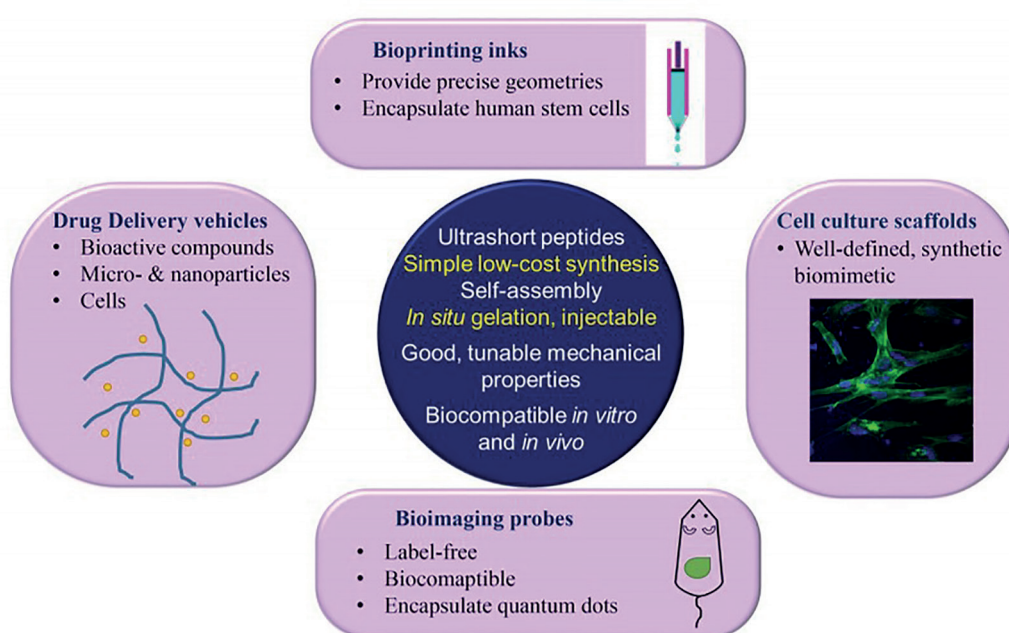 Bioprinting inks
• Provide precise geometries
• Encapsulate human stem cells
Drug Delivery vehicles
• Bioactive compounds
• Micro- & nanoparticles
• Cells
Ultrashort peptides
Simple low-cost synthesis
Self-assembly
In situ gelation, injectable
Good, tunable mechanical
properties
Biocompatible in vitro
and in vivo
Cell culture scaffolds
• Well-defined, synthetic
biomimetic
Bioimaging probes
• Label-free
• Biocomaptible
• Encapsulate quantum dots